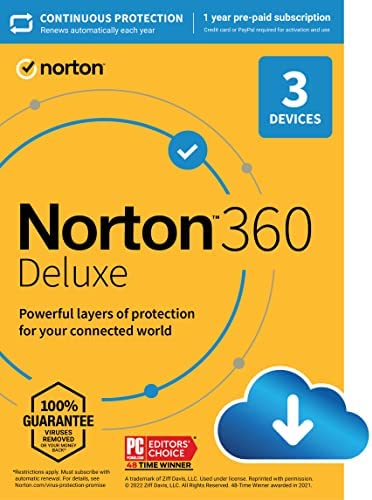 CONTINUOUS PROTECTION
Renews automatically each year
1 year pre-paid subscription
Credit card or PayPal required for activation and use
norton
3
DEVICES
Norton™360
Deluxe
Powerful layers of protection
for your connected world
100%
GUARANTEE
VIRUSES REMOVED
OR YOUR MONEY
BACK*
PC
EDITORS'
CHOICE
48 TIME WINNER
*Restrictions apply. Must subscribe with
automatic renewal. For details, see
Norton.com/virus-protection-promise
A trademark of Ziff Davis, LLC. Used under license. Reprinted with permission.
© 2022 Ziff Davis, LLC. All Rights Reserved. 48-Time Winner awarded in 2021.